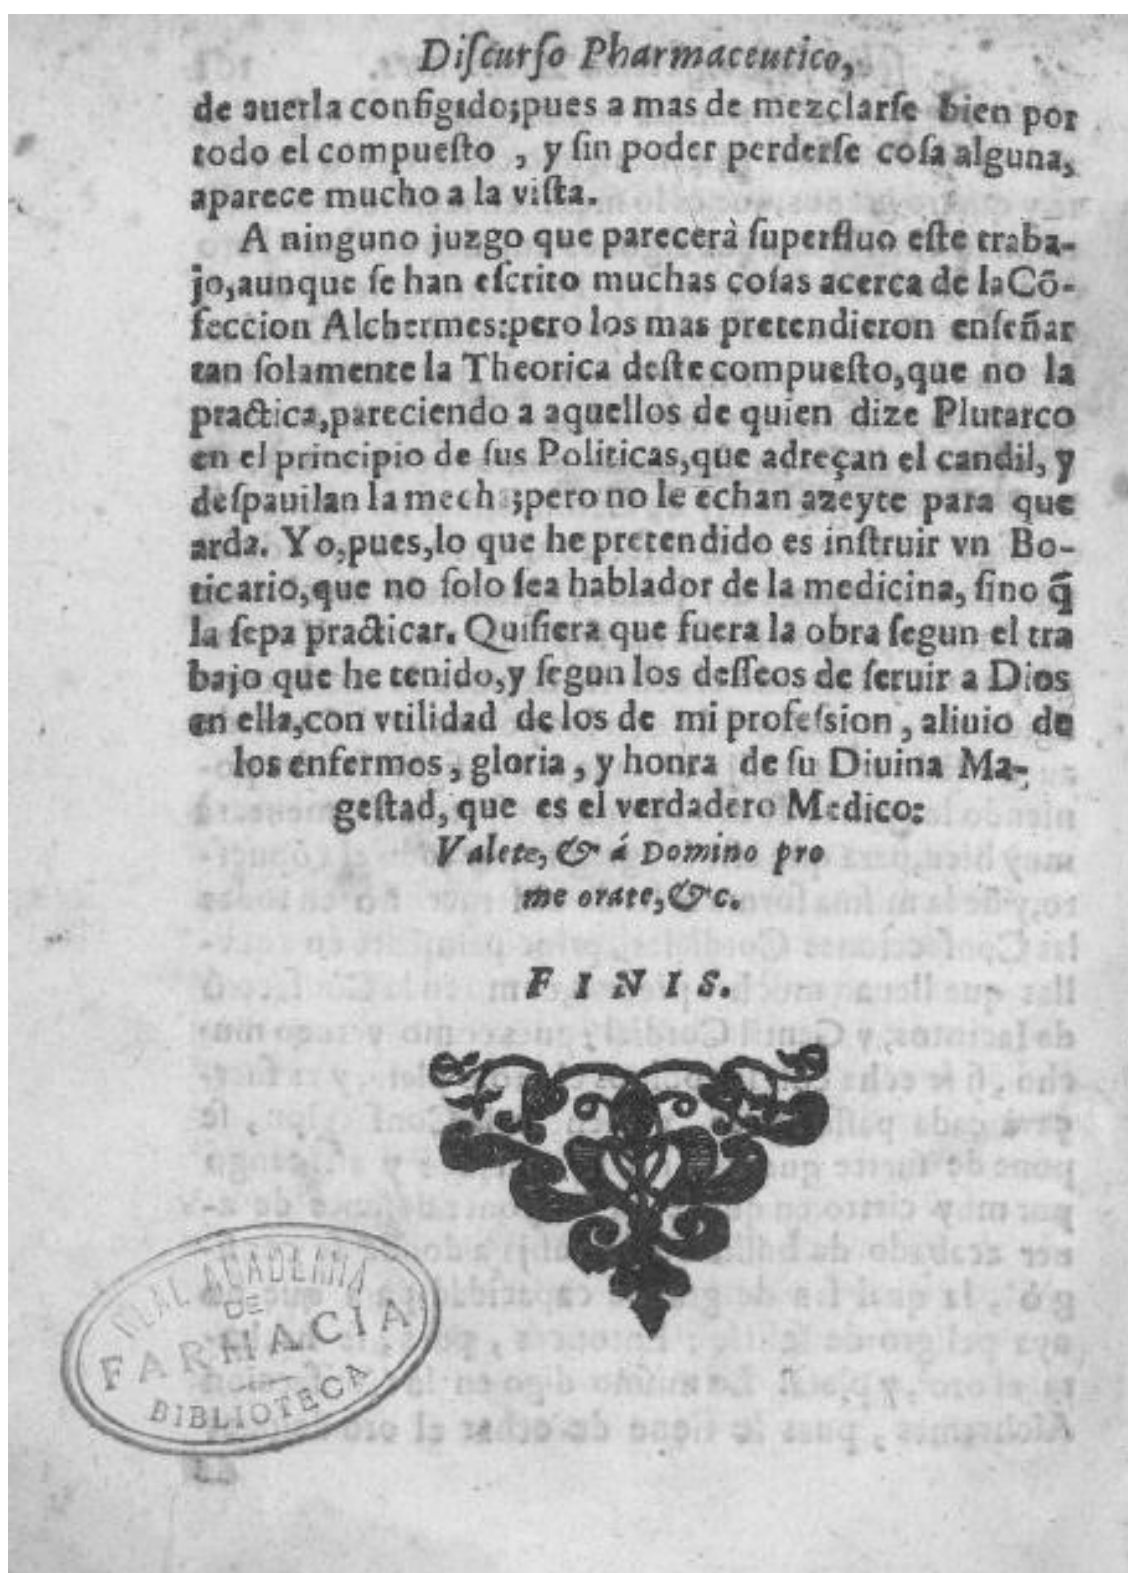 Diſcurſo Pharmaceutico,
de auerla configido;pues a mas de mezclarſe bien por
todo el compueſto , y ſin poder perderſe coſa alguna,
aparece mucho a la viſta.
A ninguno juzgo que parecerà ſuperfluo eſte traba-
jo,aunque ſe han eſcrito muchas coſas acerca de la Cõ-
feccion Alchermes:pero los mas pretendieron enſeñar
tan ſolamente la Theorica deſte compueſto,que no la
practica,pareciendo a aquellos de quien dize Plutarco
en el principio de ſus Politicas,que adreçan el candil, y
deſpauilan la mecha;pero no le echan azeyte para que
arda. Yo,pues,lo que he pretendido es inſtruir vn Bo-
ticario,que no ſolo ſea hablador de la medicina, ſino q̃
la ſepa practicar. Quiſiera que fuera la obra ſegun el tra
bajo que he tenido,y ſegun los deſſeos de ſeruir a Dios
en ella,con vtilidad de los de mi profeſsion , aliuio de
los enfermos , gloria , y honra de ſu Diuina Ma-
geſtad, que es el verdadero Medico:
Valete, & á Domino pro
me orate, &c.
FINIS.
REAL ACADEMIA
DE
FARMACIA
BIBLIOTECA